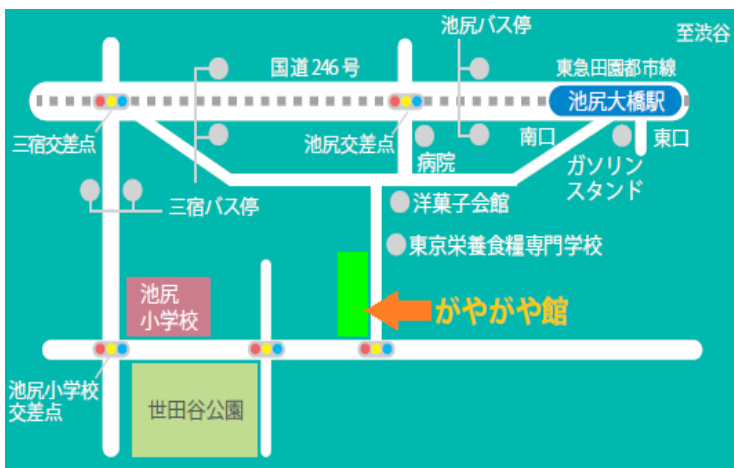 池尻バス停
至渋谷
国道246号
東急田園都市線
池尻大橋駅
三宿交差点
池尻交差点
南口
東口
病院
ガソリン
スタンド
三宿バス停
洋菓子会館
東京栄養食糧専門学校
池尻
小学校
がやがや館
池尻小学校
交差点
世田谷公園